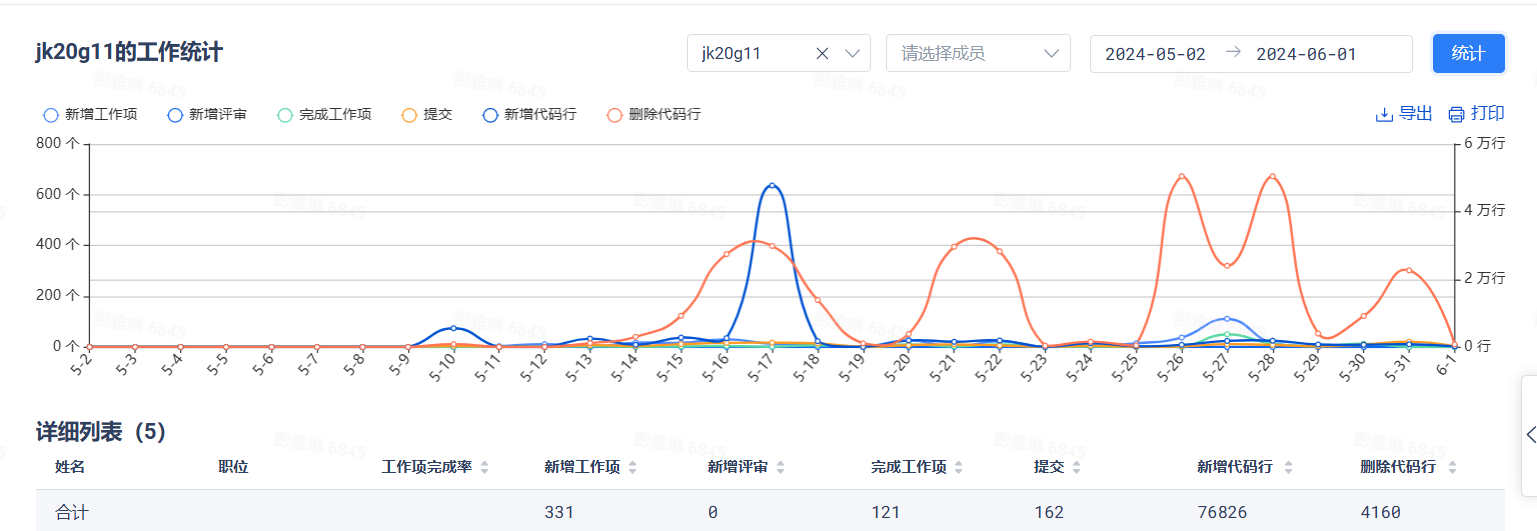 jk20g11的工作统计
jk20g11
请选择成员
2024-05-02 → 2024-06-01
统计
新增工作项 新增评审 完成工作项 提交 新增代码行 删除代码行
导出 打印
800 个 6 万行
600 个
4 万行
400 个
2 万行
200 个
0 个 0 行
5-2 5-3 5-4 5-5 5-6 5-7 5-8 5-9 5-10 5-11 5-12 5-13 5-14 5-15 5-16 5-17 5-18 5-19 5-20 5-21 5-22 5-23 5-24 5-25 5-26 5-27 5-28 5-29 5-30 5-31 6-1
详细列表（5）
姓名 职位 工作项完成率 新增工作项 新增评审 完成工作项 提交 新增代码行 删除代码行
合计 331 0 121 162 76826 4160
彭雅琳 6845